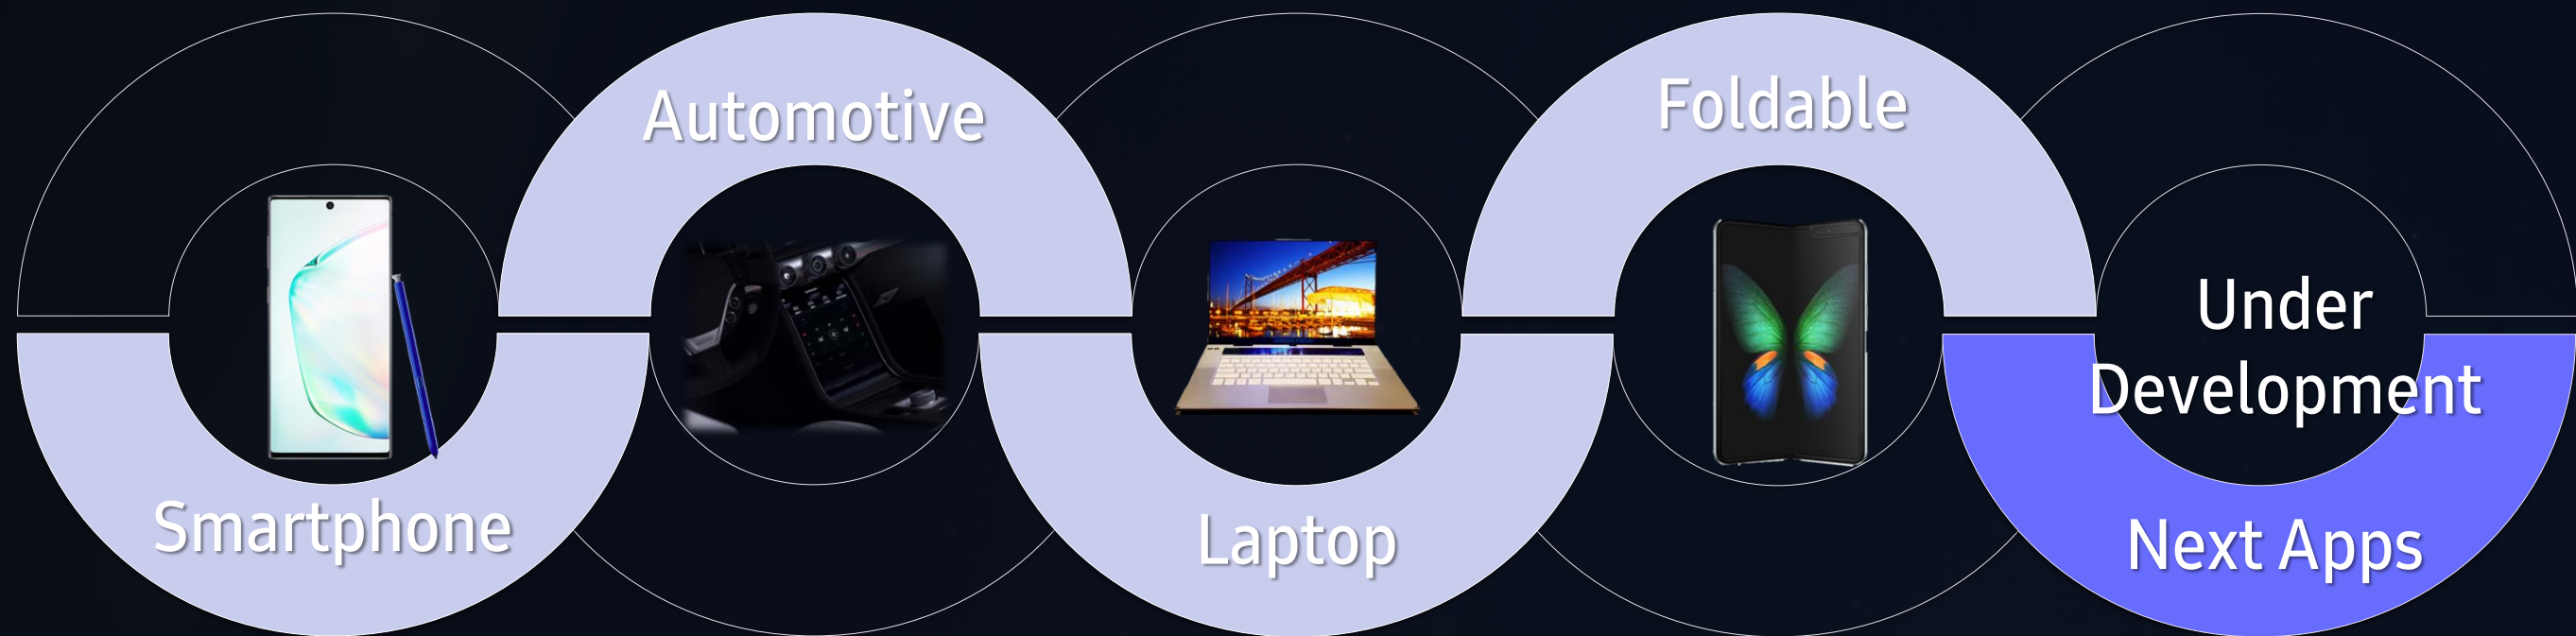 Smartphone
Automotive
Laptop
Foldable
Under
Development
Next Apps